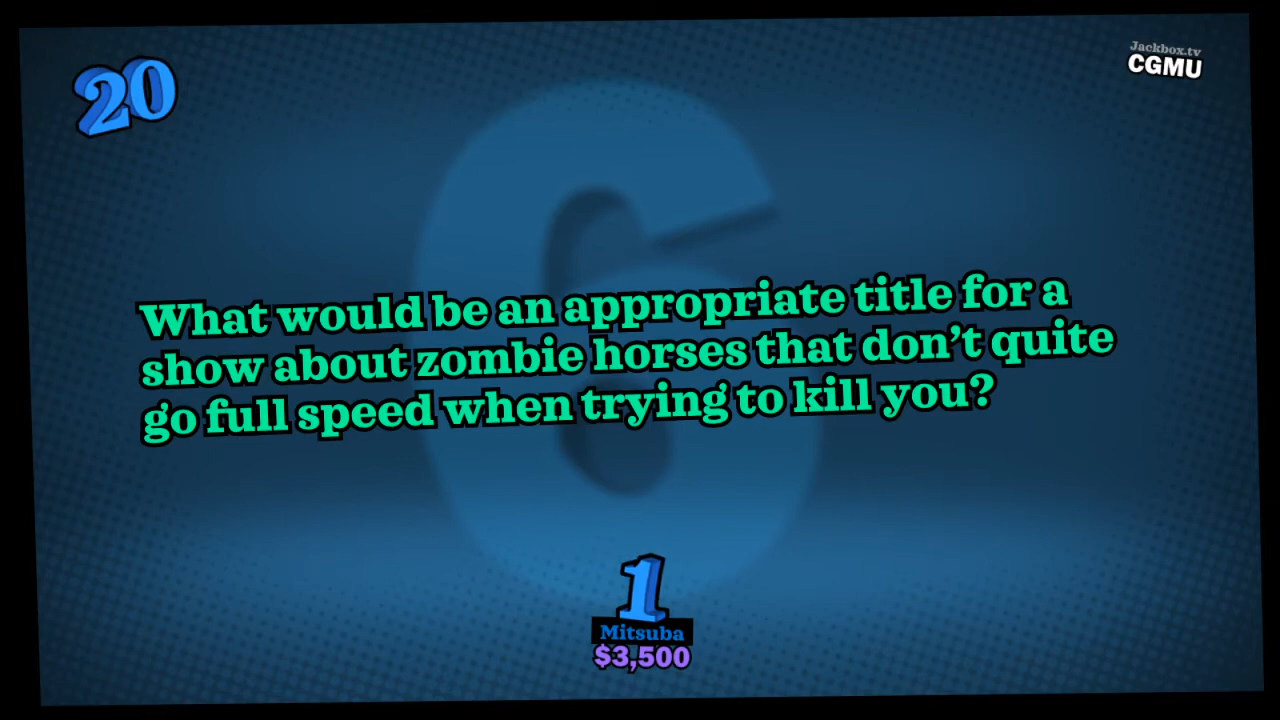 20
Jackbox.tv
CGMU
What would be an appropriate title for a
show about zombie horses that don't quite
go full speed when trying to kill you?
6
1
Mitsuba
$3,500